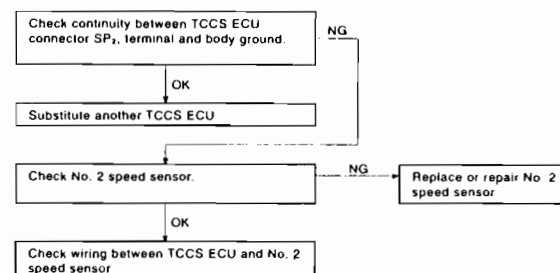 Check continuity between TCCS ECU
connector SP₂, terminal and body ground.
NG
OK
Substitute another TCCS ECU
Check No. 2 speed sensor.
NG
Replace or repair No 2
speed sensor
OK
Check wiring between TCCS ECU and No. 2
speed sensor